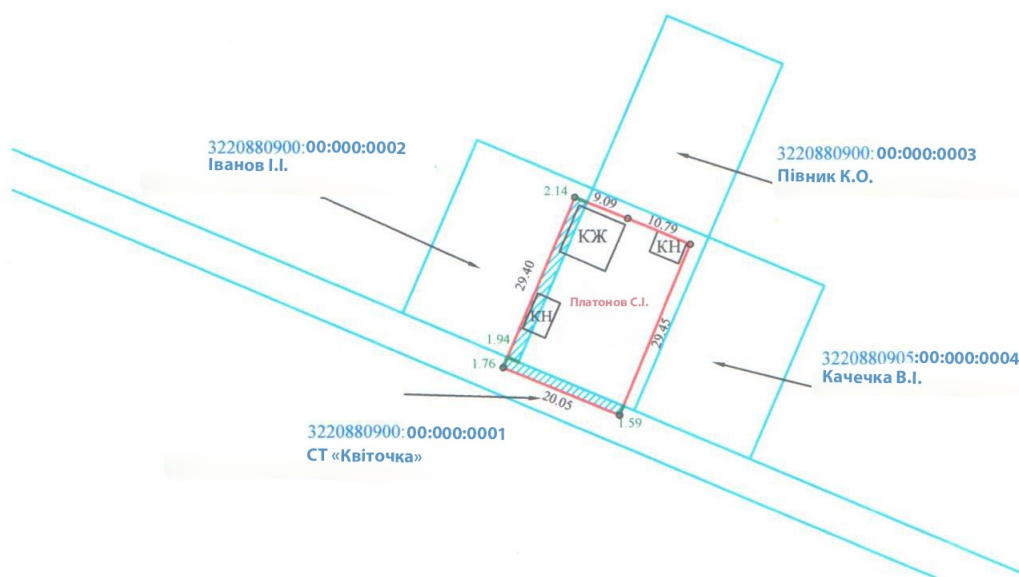 3220880900:00:000:0002
Іванов І.І.
3220880900:00:000:0003
Півник К.О.
2.14
9.09
10.79
КЖ
КН
29.40
Платонов С.І.
КН
29.45
1.94
1.76
20.05
1.59
3220880905:00:000:0004
Качечка В.І.
3220880900:00:000:0001
СТ «Квіточка»